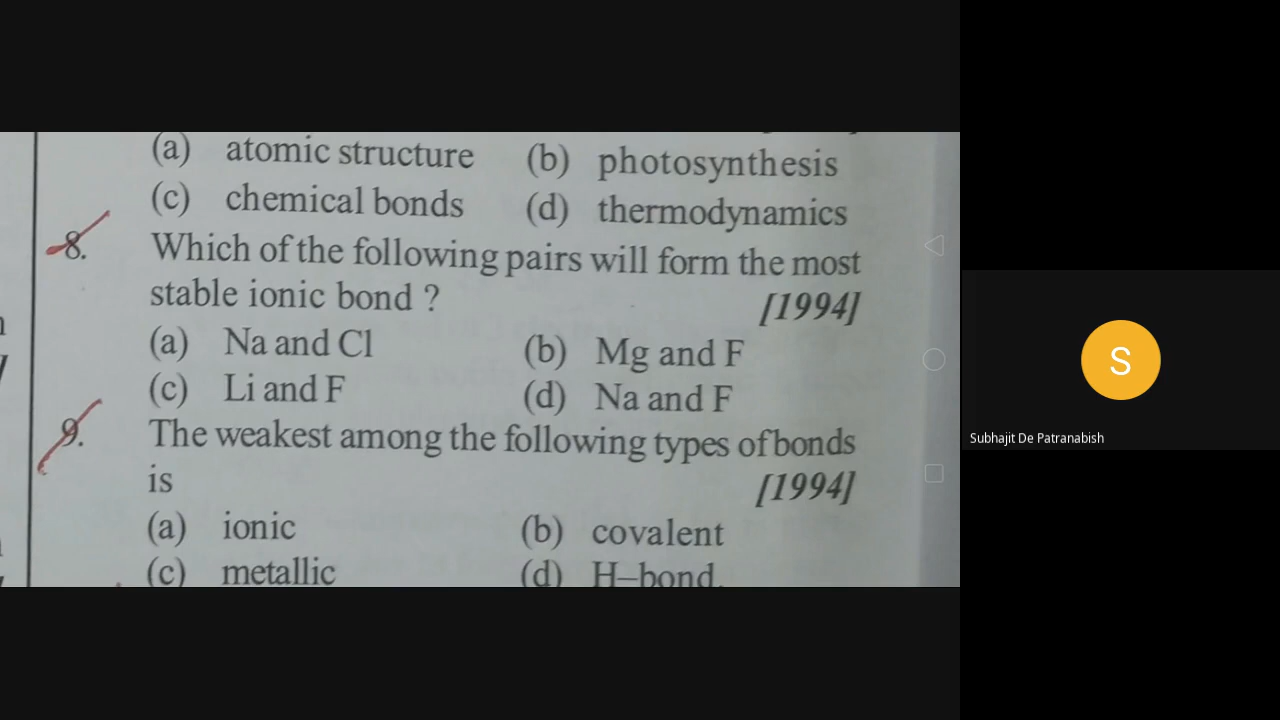 (a) atomic structure (b) photosynthesis
(c) chemical bonds (d) thermodynamics
8. Which of the following pairs will form the most
stable ionic bond ? [1994]
(a) Na and Cl (b) Mg and F
(c) Li and F (d) Na and F
9. The weakest among the following types of bonds
is [1994]
(a) ionic (b) covalent
(c) metallic (d) H–bond.
S
Subhajit De Patranabish